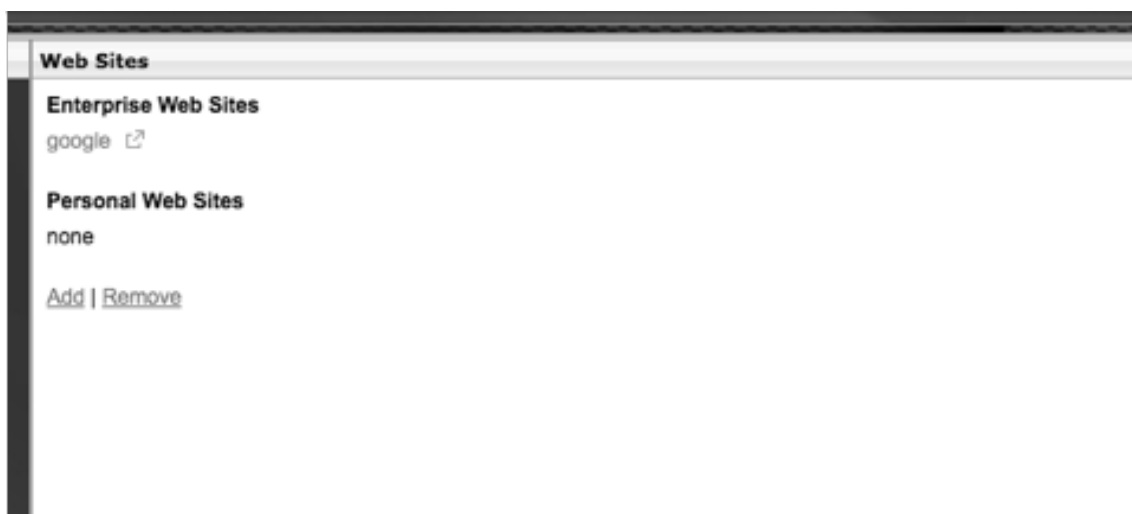 Web Sites
Enterprise Web Sites
google
Personal Web Sites
none
Add | Remove